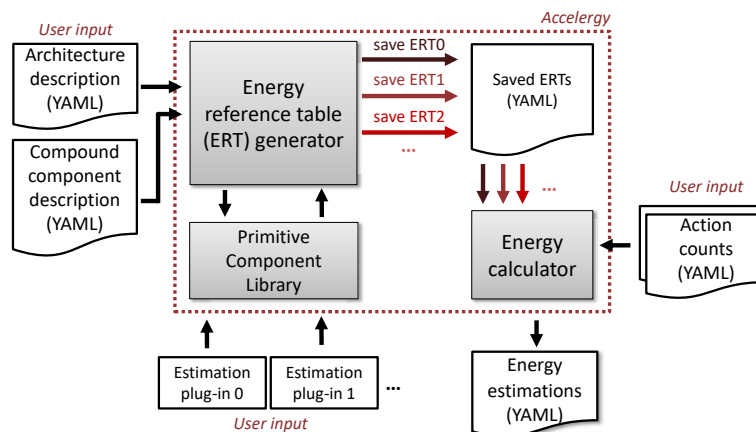 User input
Accelergy
Architecture
description
(YAML)
Compound
component
description
(YAML)
Energy
reference table
(ERT) generator
save ERT0
save ERT1
save ERT2
...
Saved ERTs
(YAML)
...
Primitive
Component
Library
Energy
calculator
User input
Action
counts
(YAML)
Estimation
plug-in 0
Estimation
plug-in 1
...
User input
Energy
estimations
(YAML)